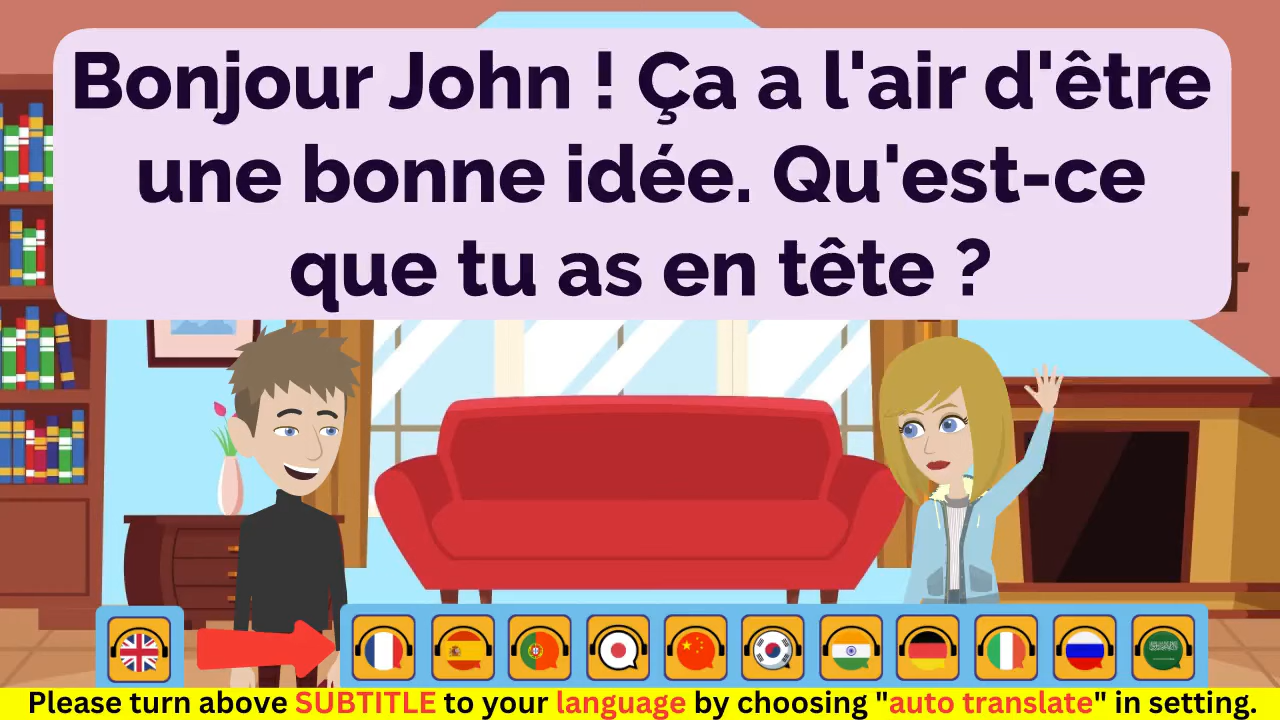 Bonjour John ! Ça a l'air d'être
une bonne idée. Qu'est-ce
que tu as en tête ?
Please turn above SUBTITLE to your language by choosing "auto translate" in setting.